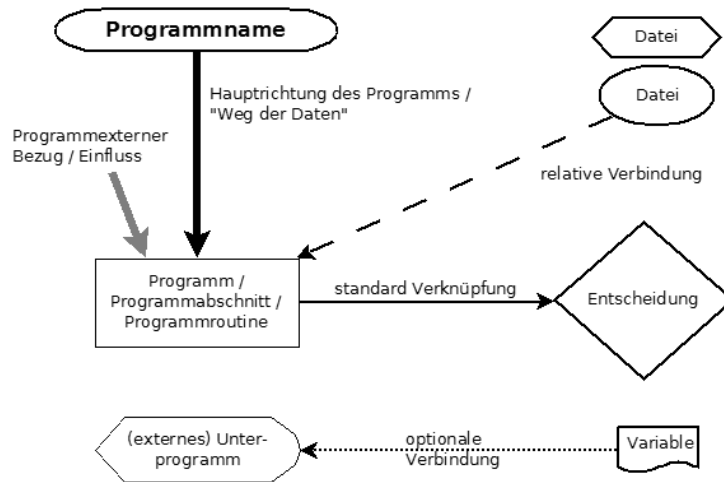 Programmname
Datei
Datei
Hauptrichtung des Programms /
"Weg der Daten"
Programmexterner
Bezug / Einfluss
relative Verbindung
Programm /
Programmabschnitt /
Programmroutine
standard Verknüpfung
Entscheidung
(externes) Unter-
programm
optionale
Verbindung
Variable